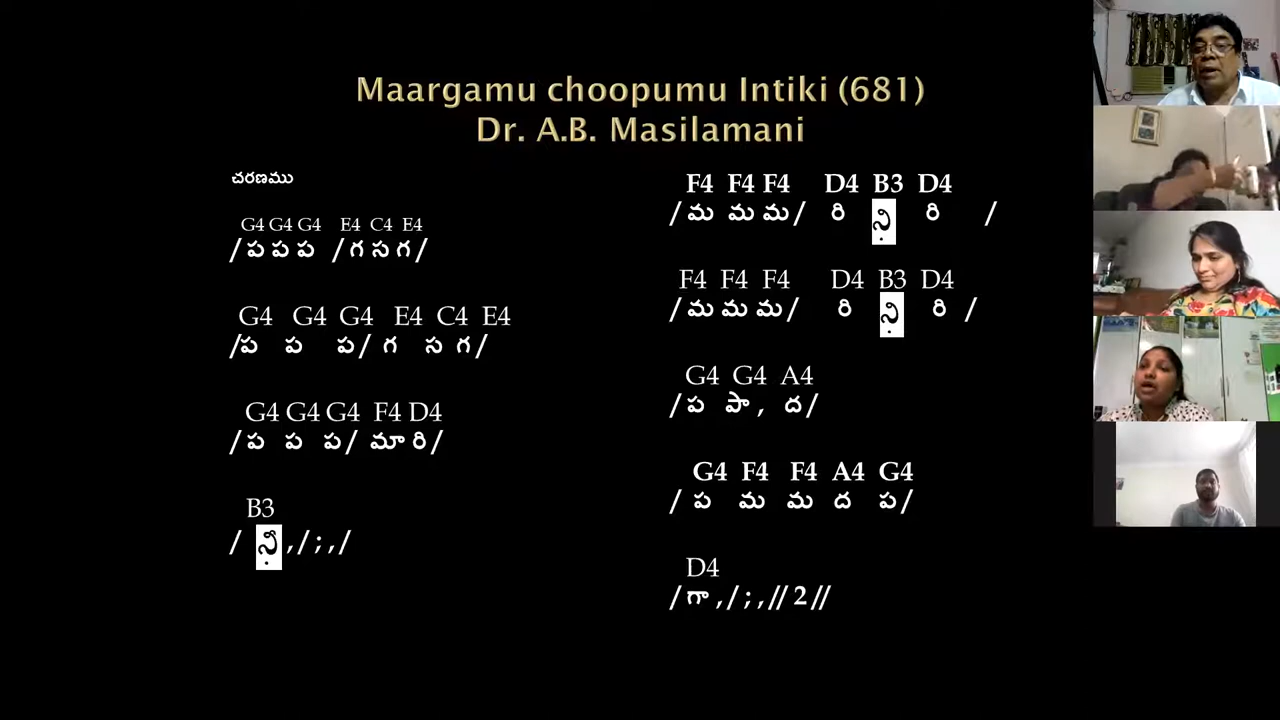 Maargamu choopumu Intiki (681)
Dr. A.B. Masilamani
చరణము
G4 G4 G4 E4 C4 E4
/ప ప ప /గ స గ/
G4 G4 G4 E4 C4 E4
/ప ప ప/ గ స గ/
G4 G4 G4 F4 D4
/ప ప ప/ మా రి/
B3
/ నీ̣ ,/ ; ,/
F4 F4 F4 D4 B3 D4
/మ మ మ/ రి ని̣ రి /
F4 F4 F4 D4 B3 D4
/మ మ మ/ రి ని̣ రి /
G4 G4 A4
/ప పా , ద/
G4 F4 F4 A4 G4
/ ప మ మ ద ప/
D4
/గా ,/ ; ,// 2//